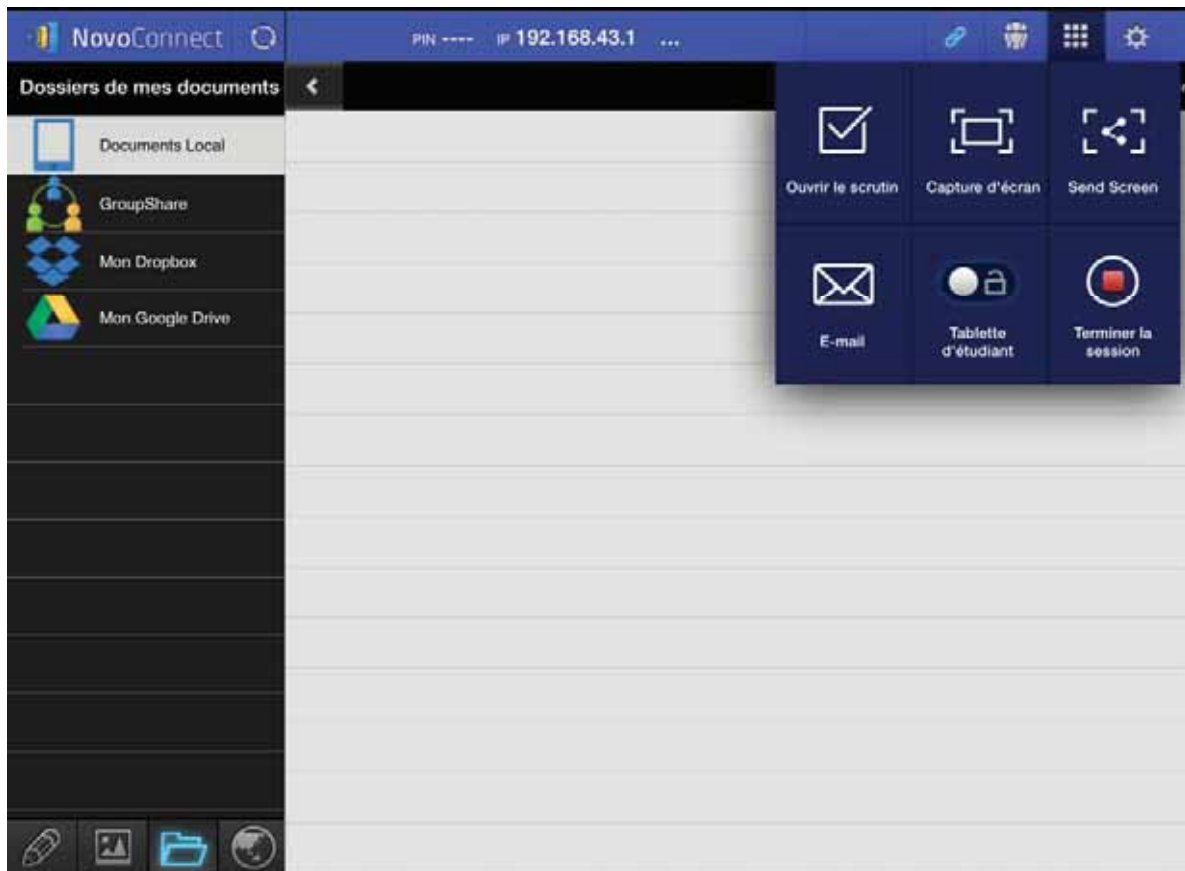 NovoConnect
PIN ---- IP 192.168.43.1 ...
Dossiers de mes documents
Documents Local
GroupShare
Mon Dropbox
Mon Google Drive
Ouvrir le scrutin
Capture d'écran
Send Screen
E-mail
Tablette
d'étudiant
Terminer la
session